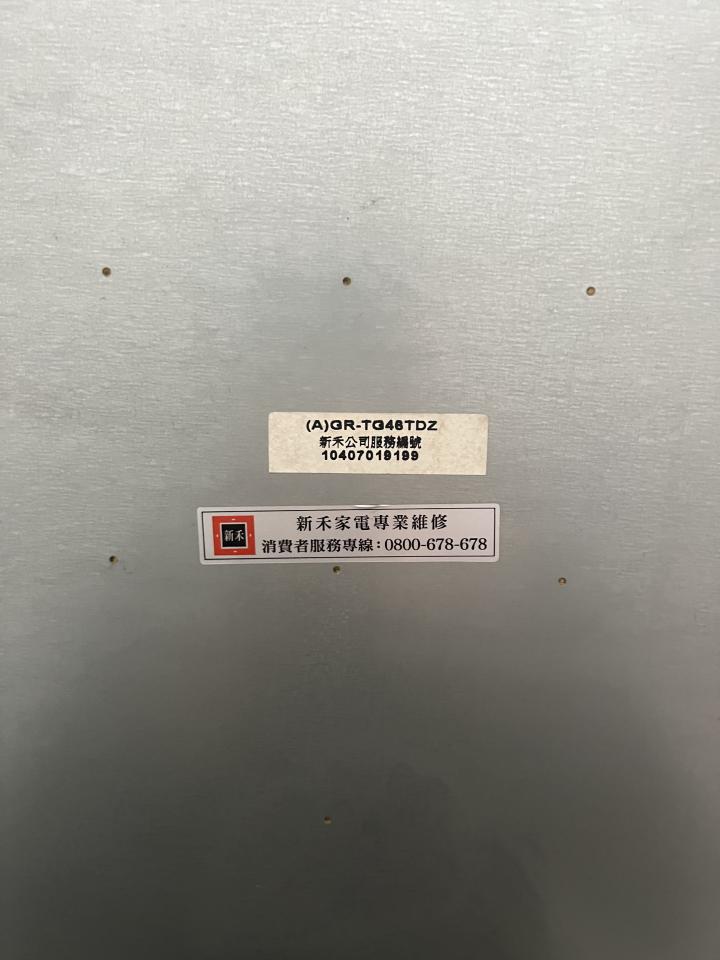 (A)GR-TG46TDZ
新禾公司服務編號
10407019199
新禾
新禾家電專業維修
消費者服務專線：0800-678-678